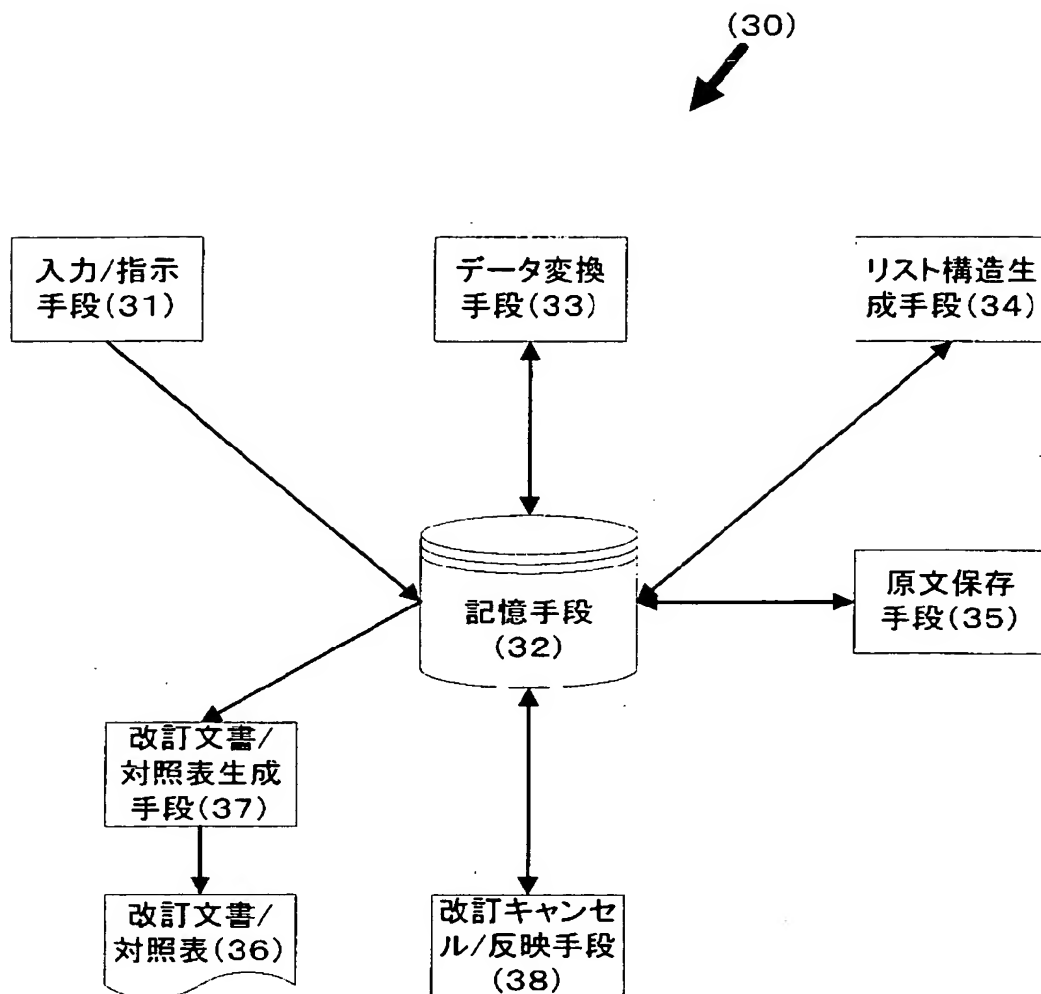 (30)
入力/指示
手段(31)
データ変換
手段(33)
リスト構造生
成手段(34)
記憶手段
(32)
原文保存
手段(35)
改訂文書/
対照表生成
手段(37)
改訂文書/
対照表(36)
改訂キャンセ
ル/反映手段
(38)